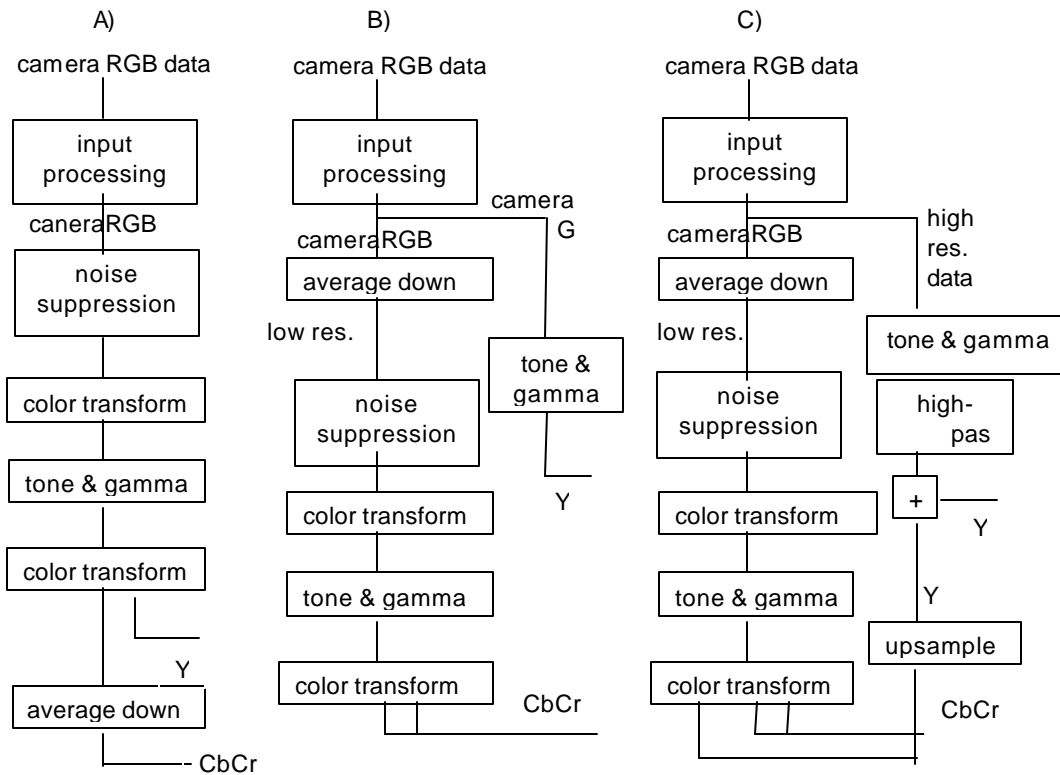 A)
camera RGB data
input
processing
caneraRGB
noise
suppression
color transform
tone & gamma
color transform
Y
average down
CbCr
B)
camera RGB data
input
processing
camera
G
cameraRGB
average down
low res.
tone &
gamma
noise
suppression
Y
color transform
tone & gamma
color transform
CbCr
C)
camera RGB data
input
processing
high
res.
data
cameraRGB
average down
low res.
tone & gamma
noise
suppression
high-
pas
+
Y
color transform
tone & gamma
Y
upsample
color transform
CbCr